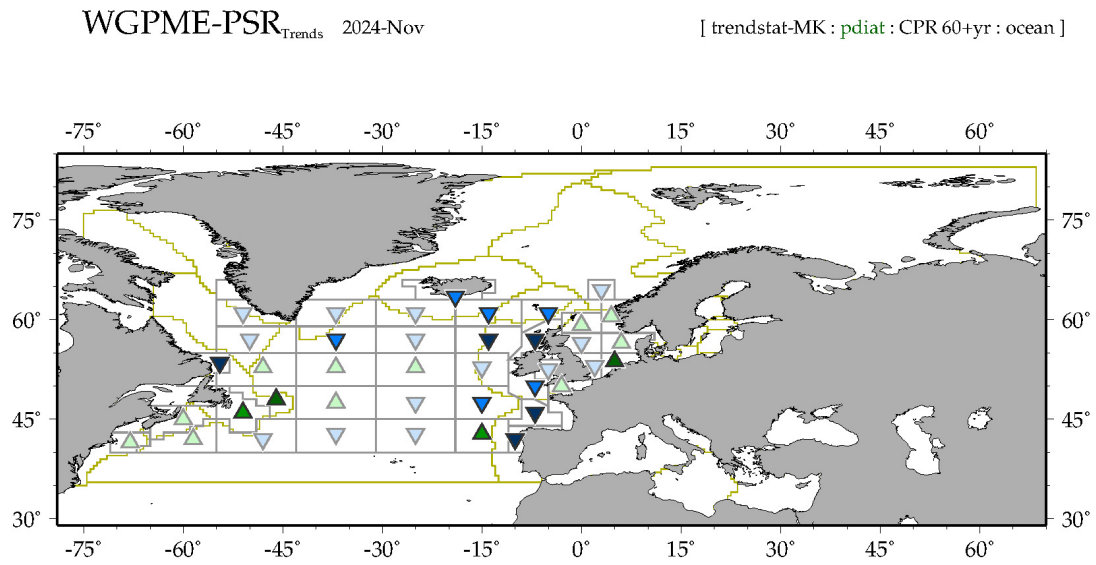 WGPME-PSR Trends 2024-Nov [ trendstat-MK : pdiat : CPR 60+yr : ocean ]
-75° -60° -45° -30° -15° 0° 15° 30° 45° 60°
75° 75°
60° 60°
45° 45°
30° 30°
-75° -60° -45° -30° -15° 0° 15° 30° 45° 60°